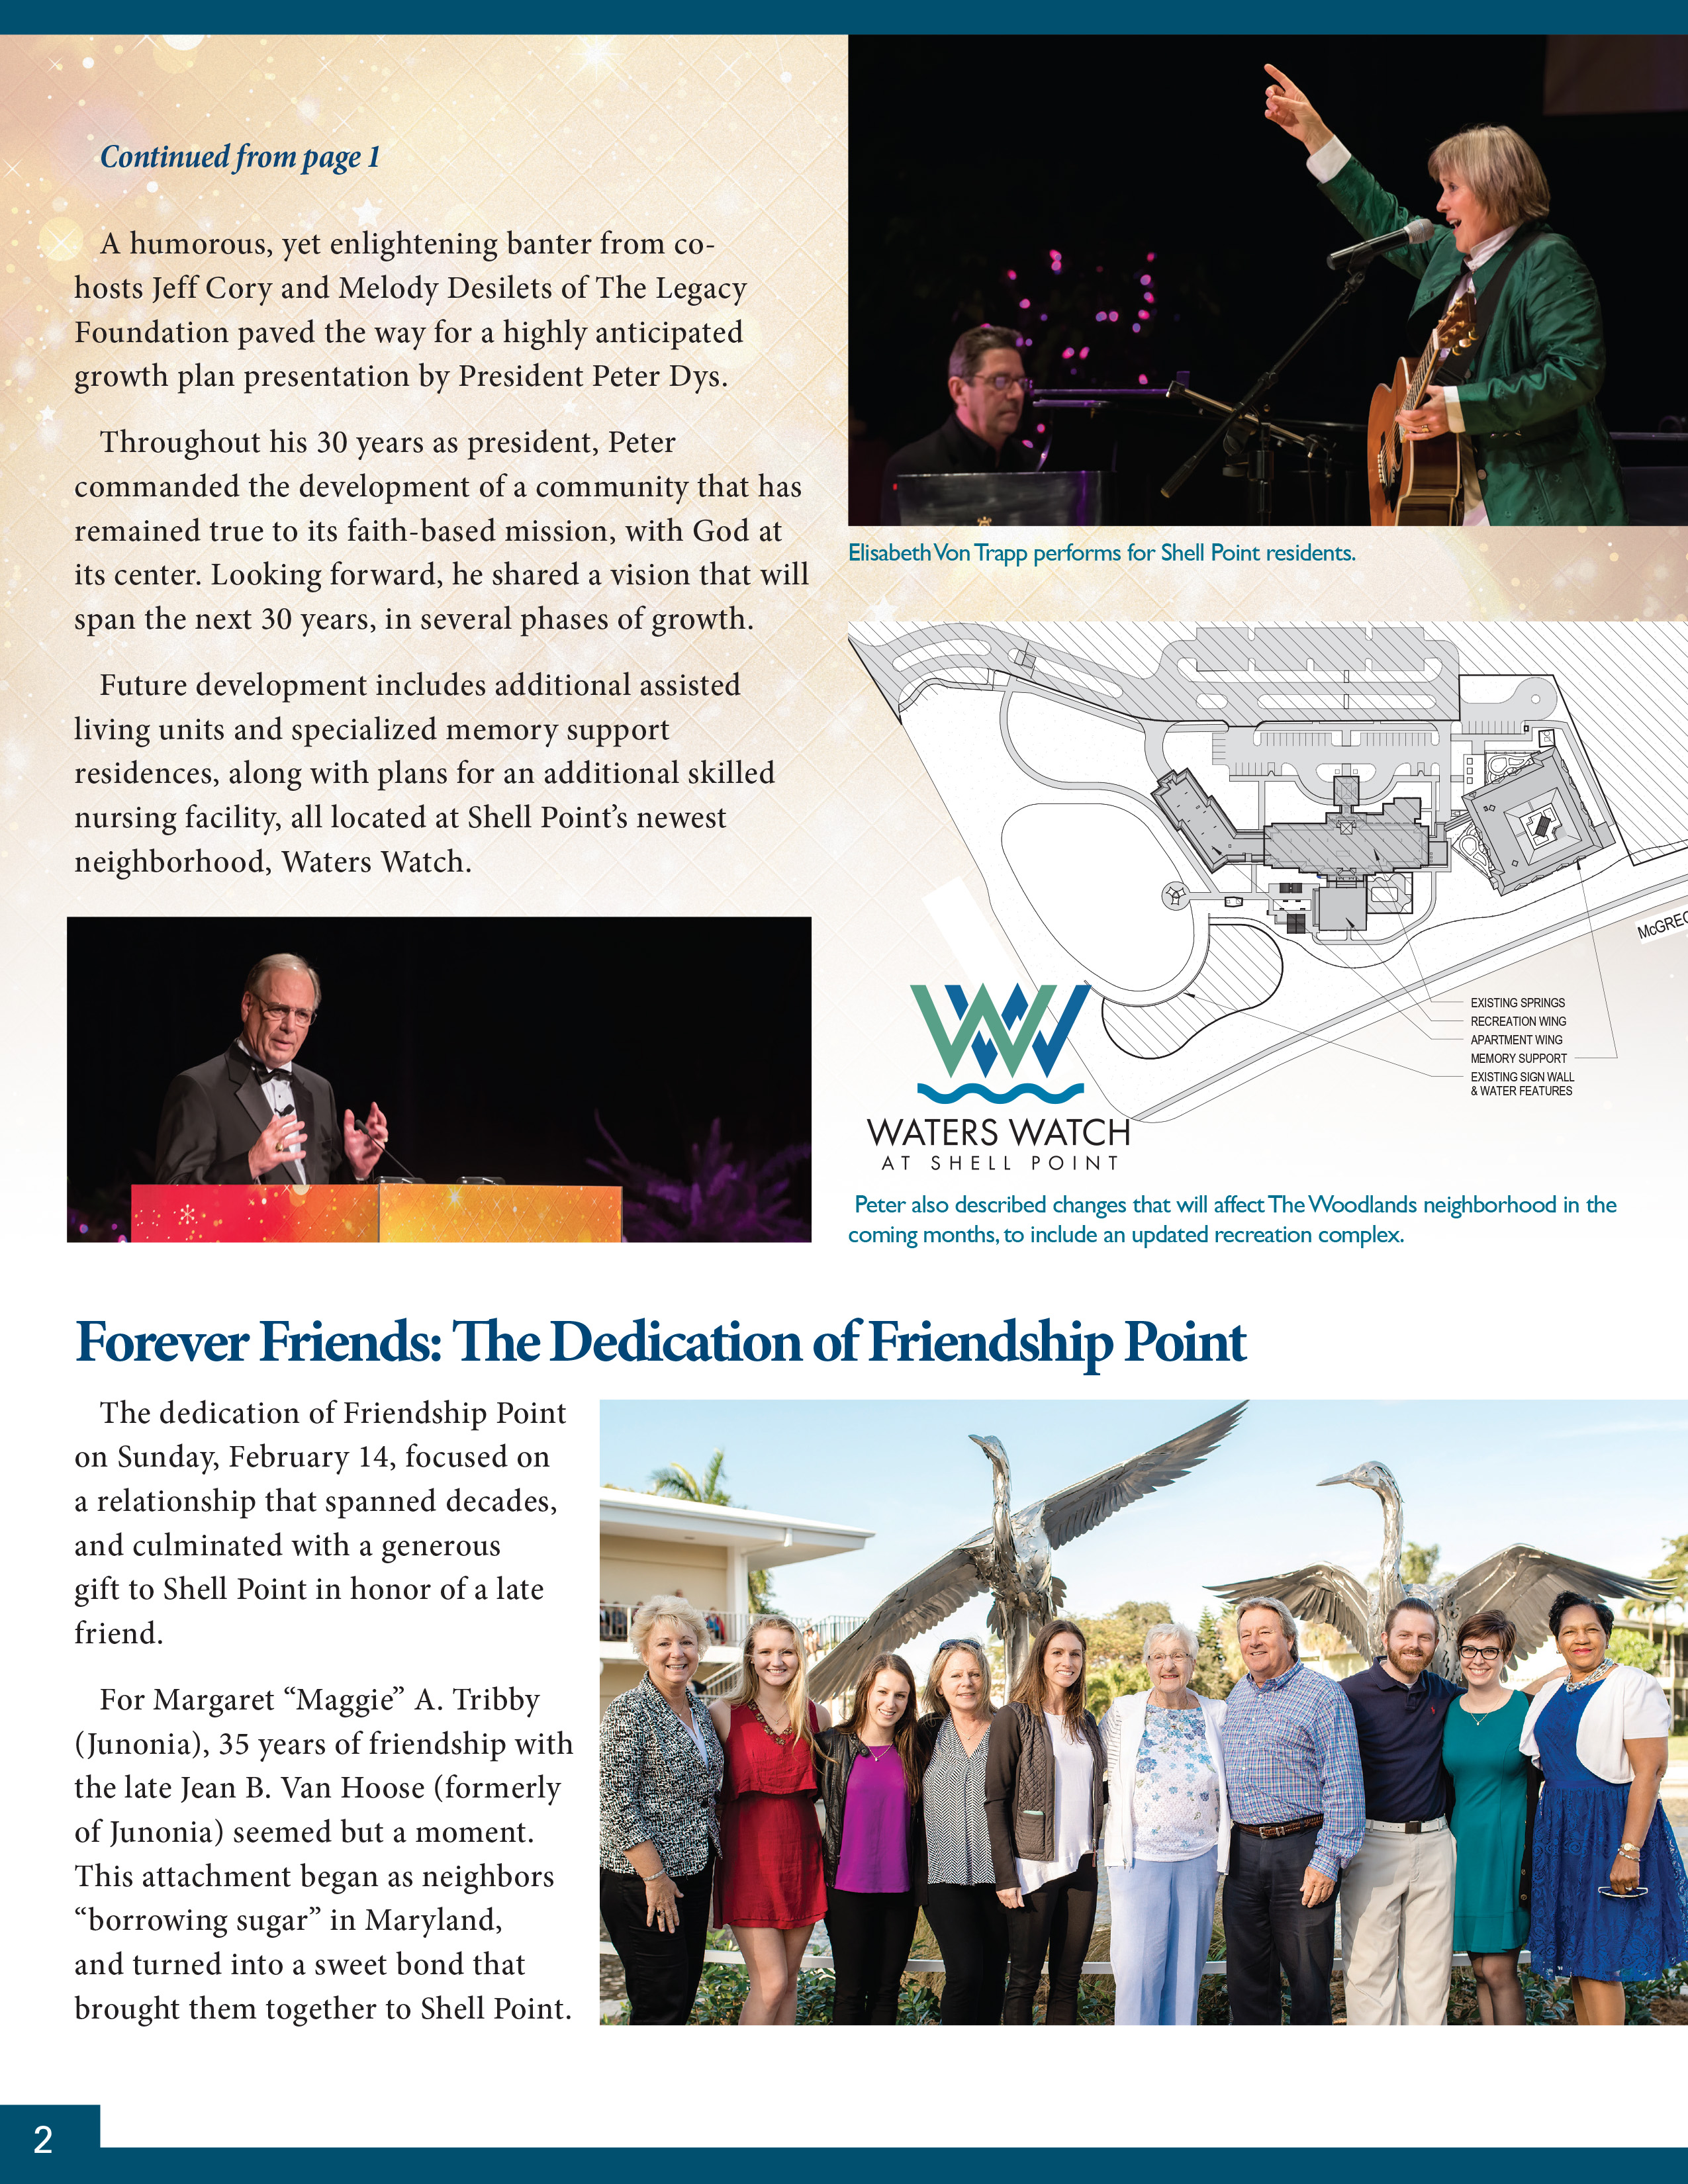 Continued from page 1
A humorous, yet enlightening banter from co-
hosts Jeff Cory and Melody Desilets of The Legacy
Foundation paved the way for a highly anticipated
growth plan presentation by President Peter Dys.
Throughout his 30 years as president, Peter
commanded the development of a community that has
remained true to its faith-based mission, with God at
its center. Looking forward, he shared a vision that will
span the next 30 years, in several phases of growth.
Future development includes additional assisted
living units and specialized memory support
residences, along with plans for an additional skilled
nursing facility, all located at Shell Point’s newest
neighborhood, Waters Watch.
Elisabeth Von Trapp performs for Shell Point residents.
McGREG
EXISTING SPRINGS
RECREATION WING
APARTMENT WING
MEMORY SUPPORT
EXISTING SIGN WALL
& WATER FEATURES
WATERS WATCH
AT SHELL POINT
Peter also described changes that will affect The Woodlands neighborhood in the
coming months, to include an updated recreation complex.
Forever Friends: The Dedication of Friendship Point
The dedication of Friendship Point
on Sunday, February 14, focused on
a relationship that spanned decades,
and culminated with a generous
gift to Shell Point in honor of a late
friend.
For Margaret “Maggie” A. Tribby
(Junonia), 35 years of friendship with
the late Jean B. Van Hoose (formerly
of Junonia) seemed but a moment.
This attachment began as neighbors
“borrowing sugar” in Maryland,
and turned into a sweet bond that
brought them together to Shell Point.
2